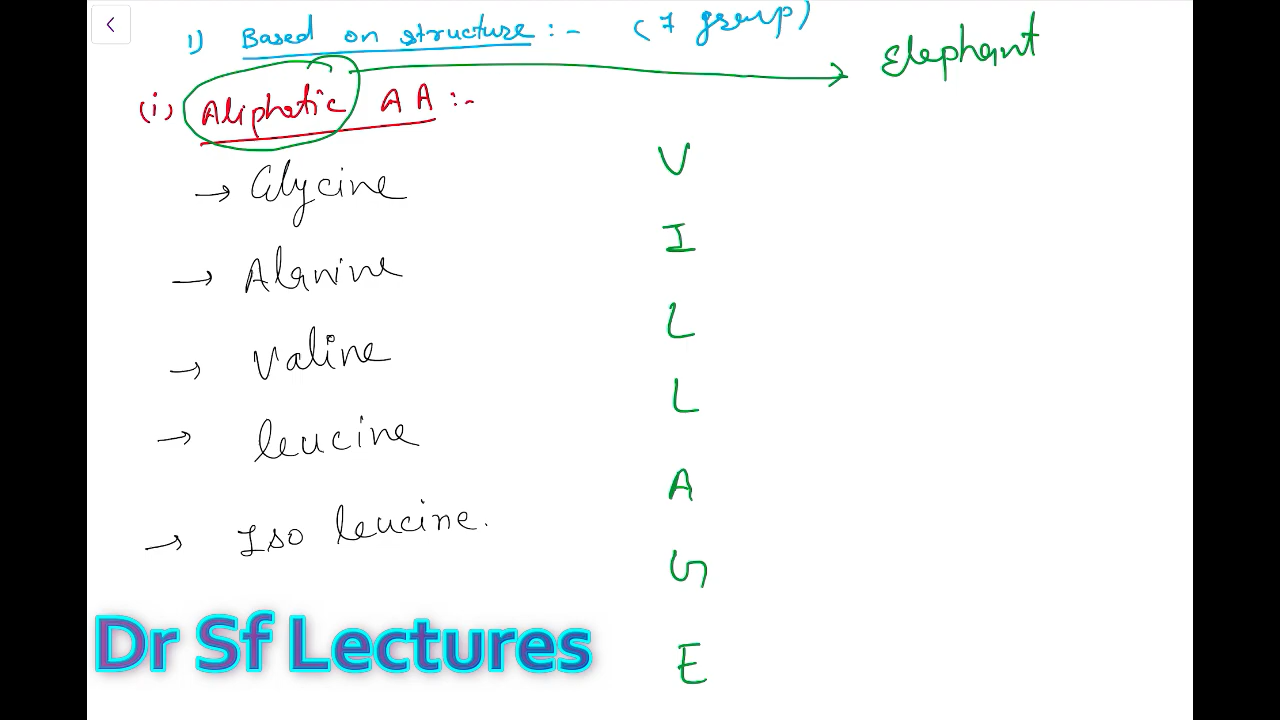 1) Based on structure :- (7 group)
(i) Aliphatic AA :-
→ Elephant
→ Glycine
→ Alanine
→ Valine
→ leucine
→ Iso leucine.
V
I
L
L
A
G
E
Dr Sf Lectures